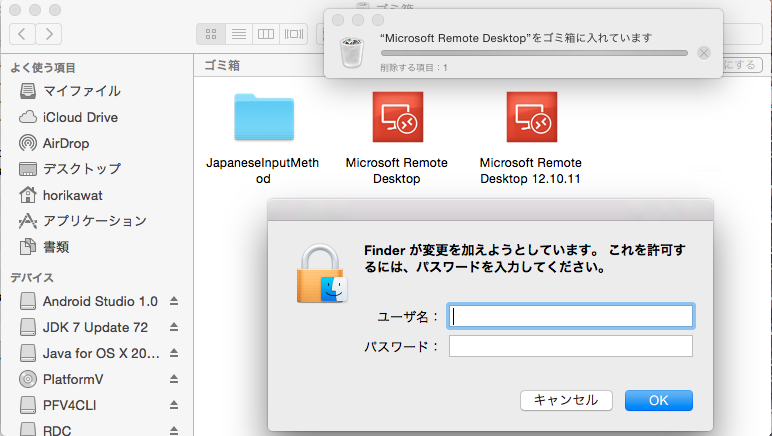 ゴミ箱
"Microsoft Remote Desktop"をゴミ箱に入れています
削除する項目：1
ゴミ箱
にする
よく使う項目
マイファイル
iCloud Drive
AirDrop
デスクトップ
horikawat
アプリケーション
書類
デバイス
Android Studio 1.0
JDK 7 Update 72
Java for OS X 20...
PlatformV
PFV4CLI
RDC
JapaneseInputMeth
od
Microsoft Remote
Desktop
Microsoft Remote
Desktop 12.10.11
Finder が変更を加えようとしています。 これを許可す
るには、パスワードを入力してください。
ユーザ名：
パスワード：
キャンセル
OK